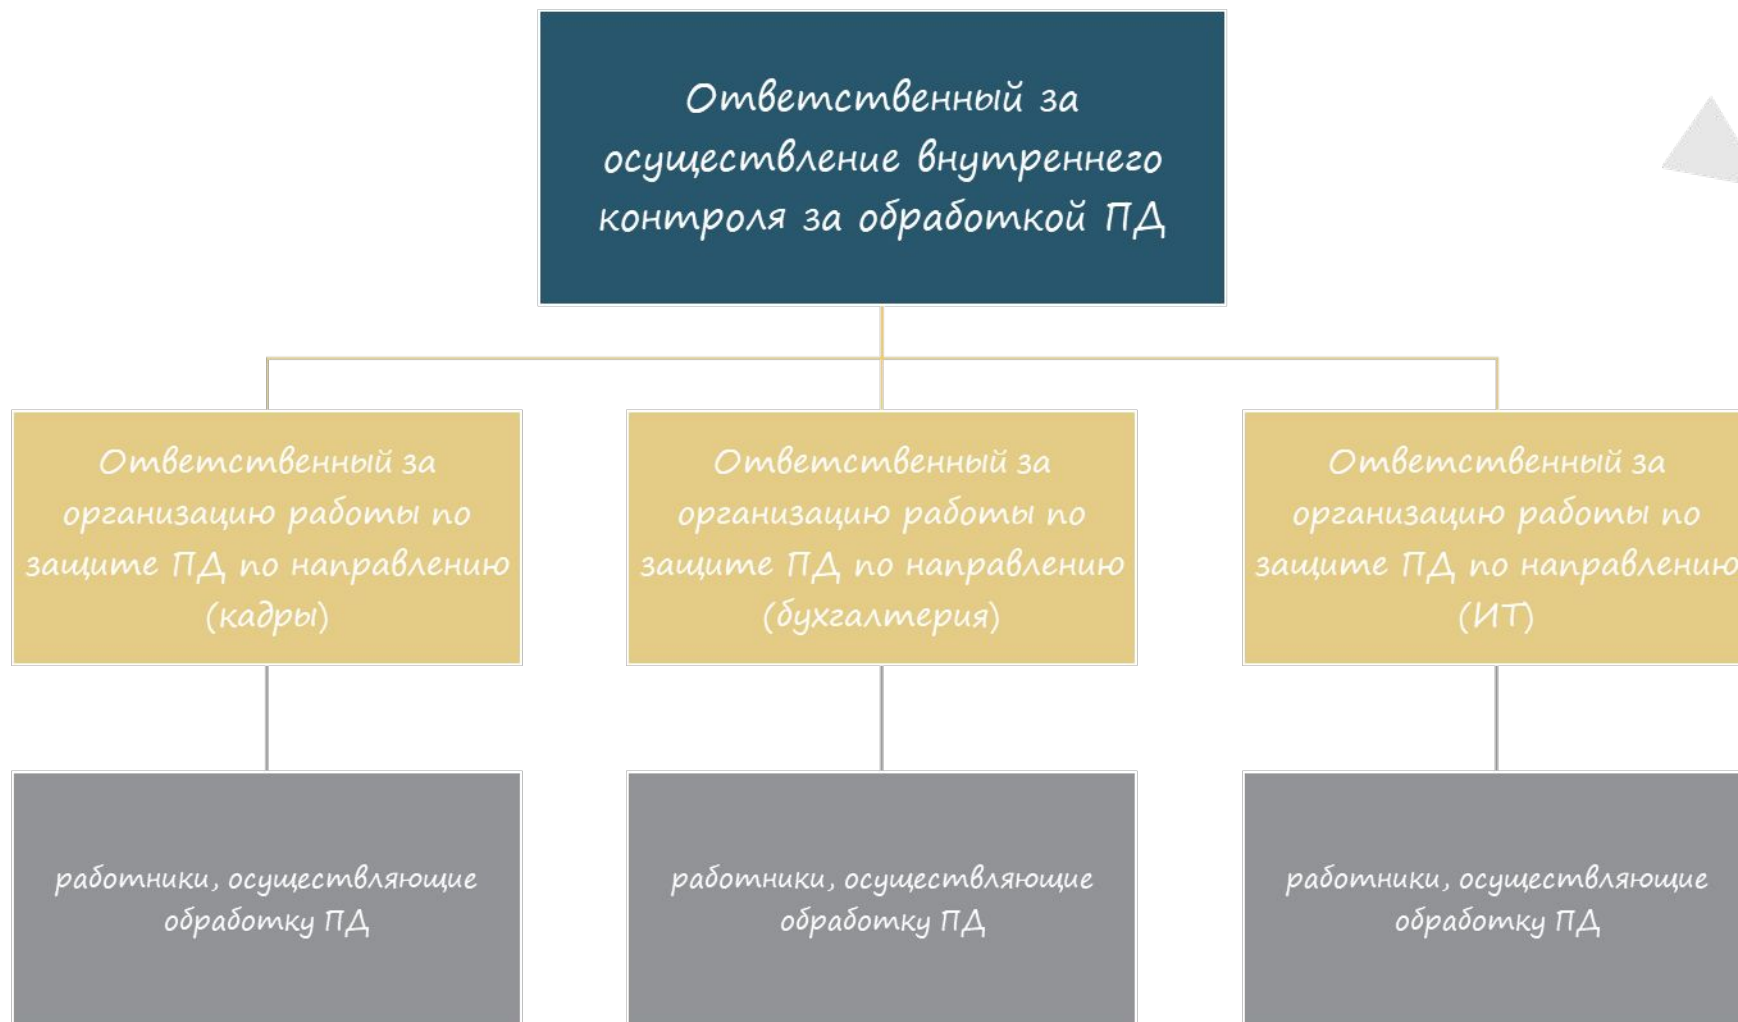 Ответственный за
осуществление внутреннего
контроля за обработкой ПД
Ответственный за
организацию работы по
защите ПД по направлению
(кадры)
Ответственный за
организацию работы по
защите ПД по направлению
(бухгалтерия)
Ответственный за
организацию работы по
защите ПД по направлению
(ИТ)
работники, осуществляющие
обработку ПД
работники, осуществляющие
обработку ПД
работники, осуществляющие
обработку ПД